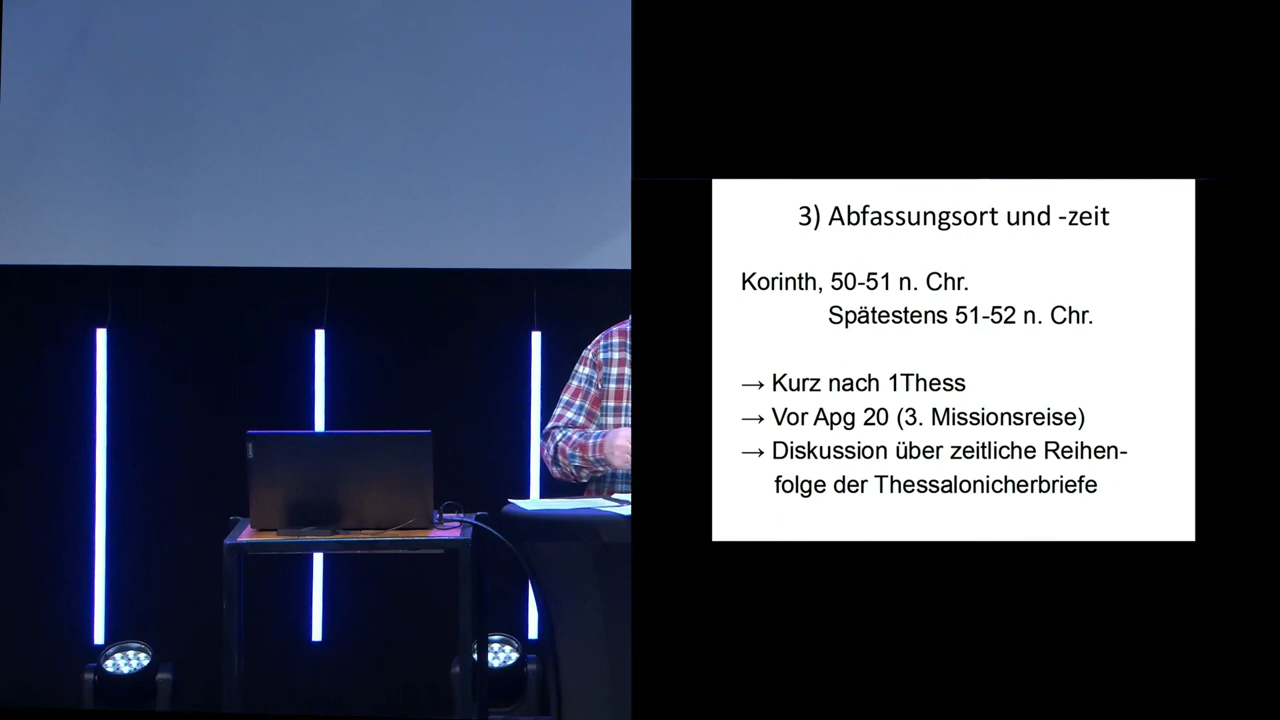 3) Abfassungsort und -zeit
Korinth, 50-51 n. Chr.
Spätestens 51-52 n. Chr.
→ Kurz nach 1Thess
→ Vor Apg 20 (3. Missionsreise)
→ Diskussion über zeitliche Reihen-
folge der Thessalonicherbriefe